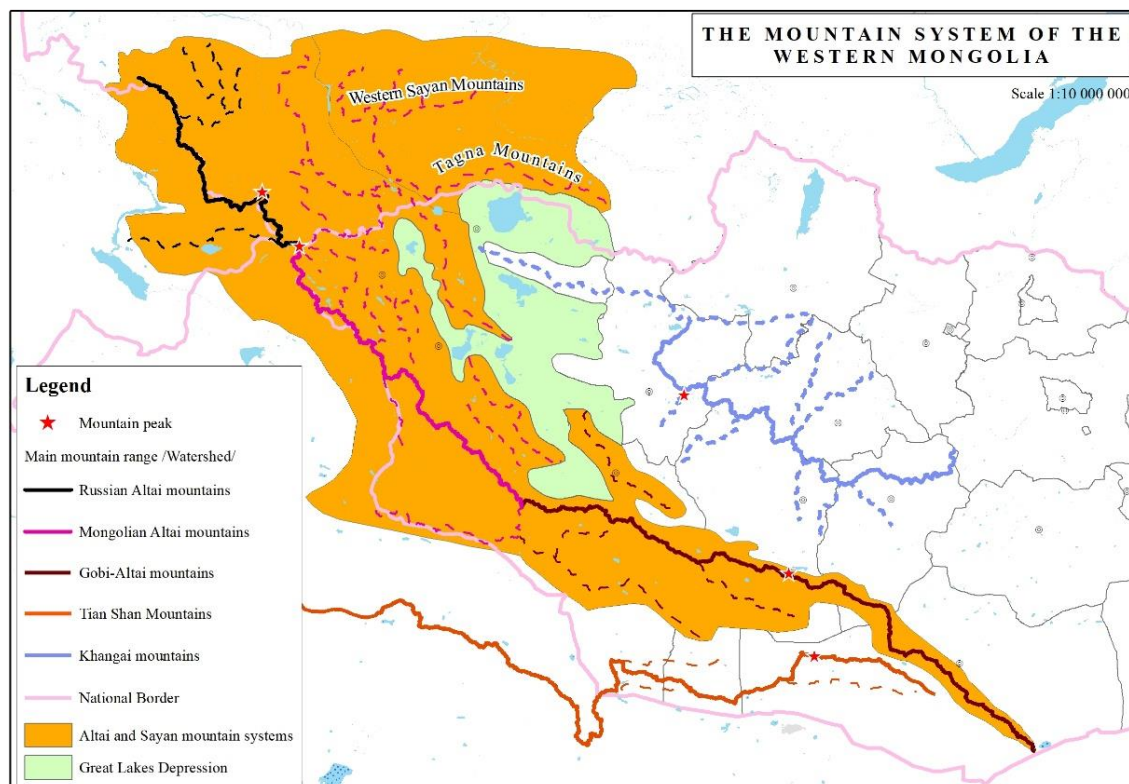 THE MOUNTAIN SYSTEM OF THE
WESTERN MONGOLIA
Scale 1:10 000 000
Western Sayan Mountains
Tagna Mountains
Legend
Mountain peak
Main mountain range /Watershed/
Russian Altai mountains
Mongolian Altai mountains
Gobi-Altai mountains
Tian Shan Mountains
Khangai mountains
National Border
Altai and Sayan mountain systems
Great Lakes Depression